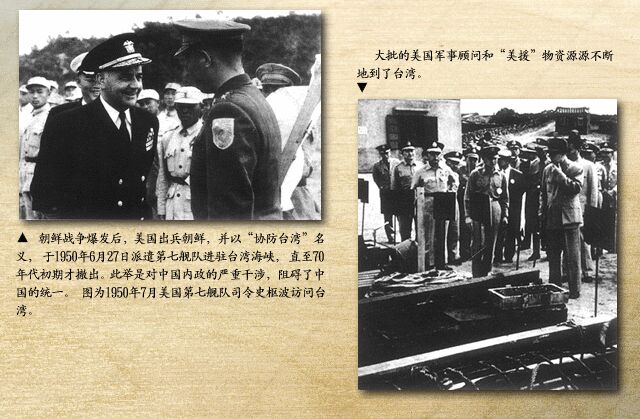 ▲ 朝鲜战争爆发后，美国出兵朝鲜，并以“协防台湾”名
义， 于1950年6月27日派遣第七舰队进驻台湾海峡， 直至70
年代初期才撤出。此举是对中国内政的严重干涉，阻碍了中
国的统一。 图为1950年7月美国第七舰队司令史枢波访问台
湾。
大批的美国军事顾问和“美援”物资源源不断
地到了台湾。
▼